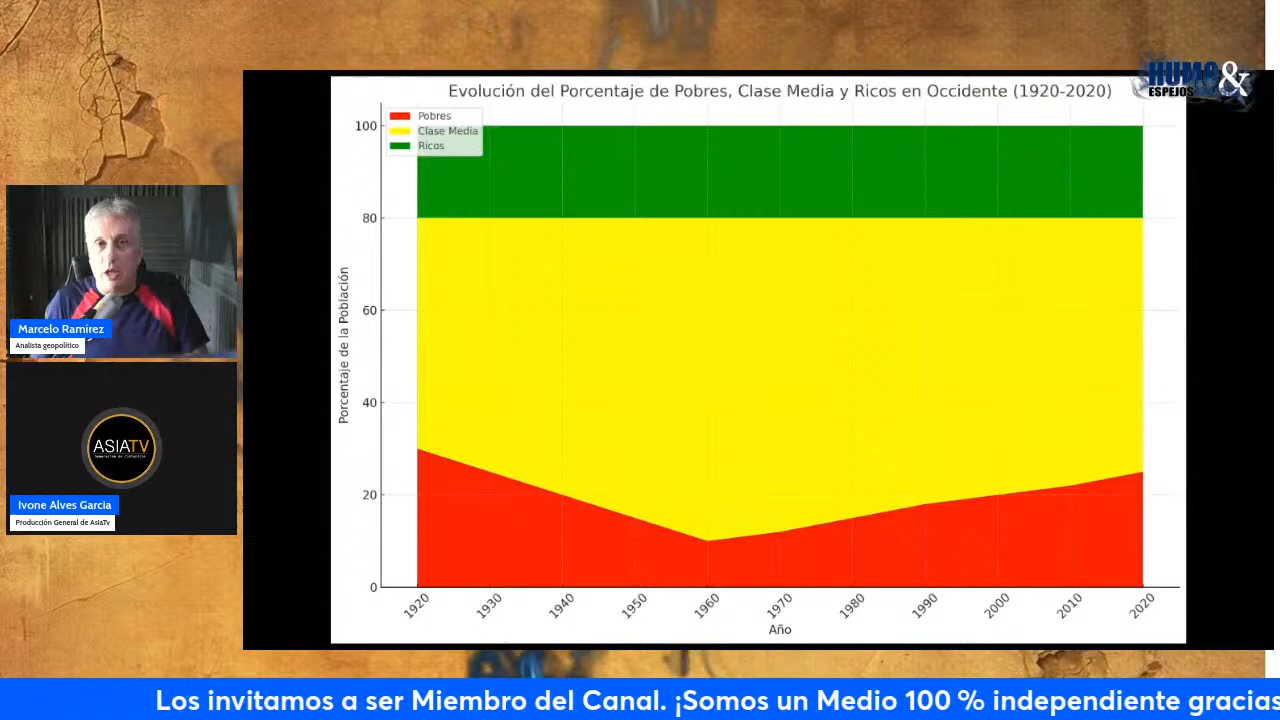 HUMO &
ESPEJOS
Evolución del Porcentaje de Pobres, Clase Media y Ricos en Occidente (1920-2020)
Pobres
Clase Media
Ricos
Porcentaje de la Población
100
80
60
40
20
0
1920
1930
1940
1950
1960
1970
1980
1990
2000
2010
2020
Año
Marcelo Ramírez
Analista geopolítico
ASIATV
Ivone Alves Garcia
Producción General de AsiaTv
Los invitamos a ser Miembro del Canal. ¡Somos un Medio 100 % independiente gracias